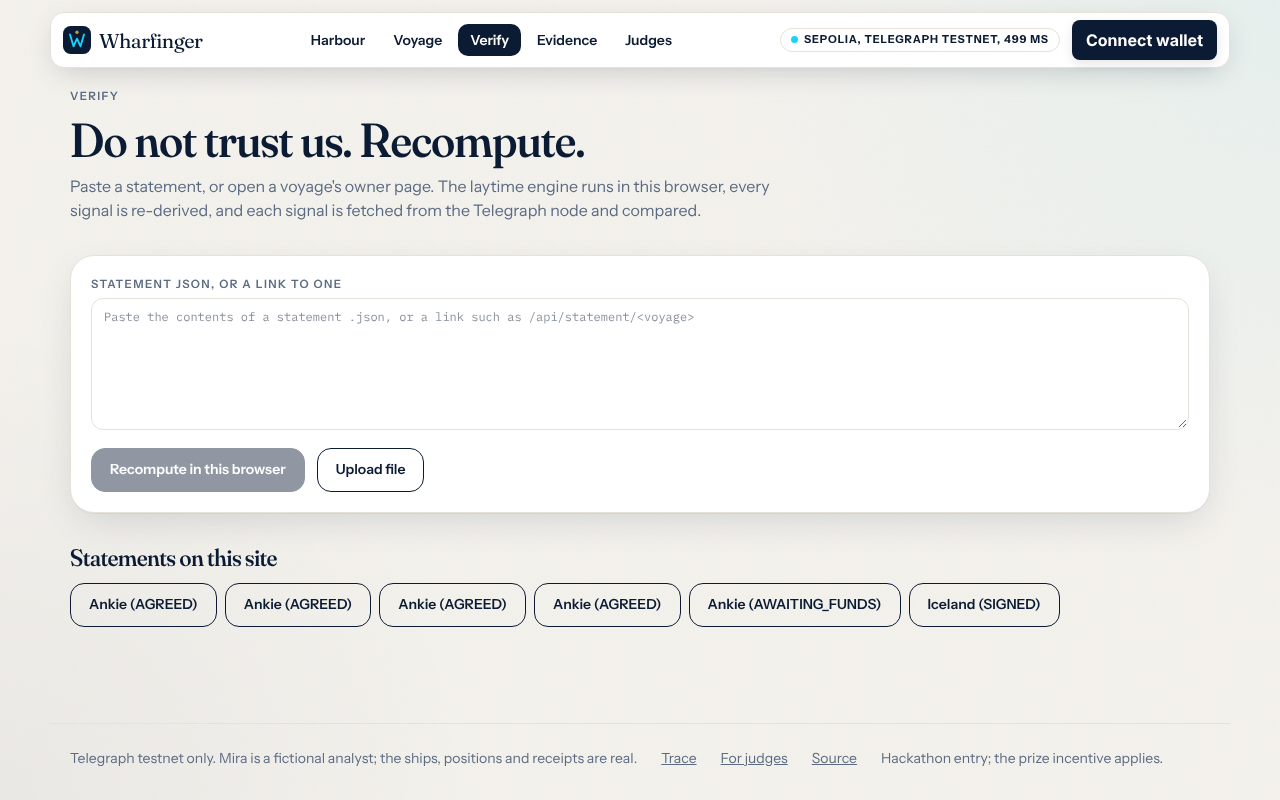 Wharfinger
Harbour
Voyage
Verify
Evidence
Judges
SEPOLIA, TELEGRAPH TESTNET, 499 MS
Connect wallet
VERIFY
Do not trust us. Recompute.
Paste a statement, or open a voyage's owner page. The laytime engine runs in this browser, every
signal is re-derived, and each signal is fetched from the Telegraph node and compared.
STATEMENT JSON, OR A LINK TO ONE
Paste the contents of a statement .json, or a link such as /api/statement/<voyage>
Recompute in this browser
Upload file
Statements on this site
Ankie (AGREED)
Ankie (AGREED)
Ankie (AGREED)
Ankie (AGREED)
Ankie (AWAITING_FUNDS)
Iceland (SIGNED)
Telegraph testnet only. Mira is a fictional analyst; the ships, positions and receipts are real.
Trace
For judges
Source
Hackathon entry; the prize incentive applies.